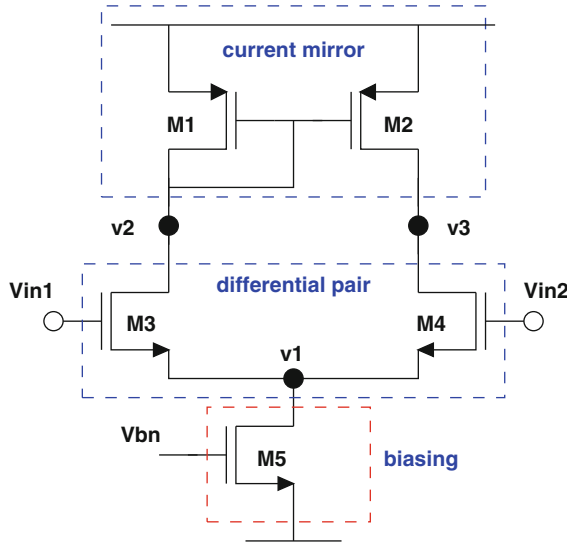 current mirror
M1
M2
v2
v3
Vin1
differential pair
Vin2
M3
M4
v1
Vbn
M5
biasing